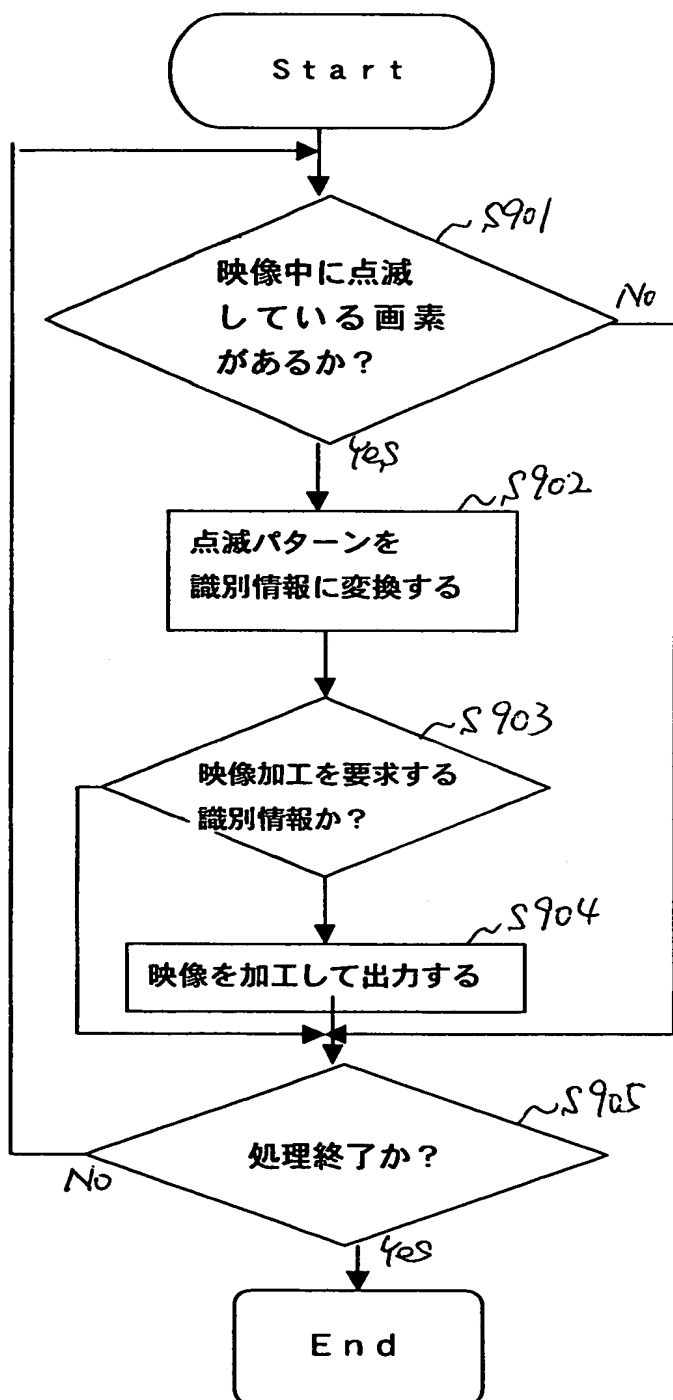 Start
S901
映像中に点滅
している画素
があるか？
No
Yes
S902
点滅パターンを
識別情報に変換する
S903
映像加工を要求する
識別情報か？
S904
映像を加工して出力する
S905
処理終了か？
No
Yes
End